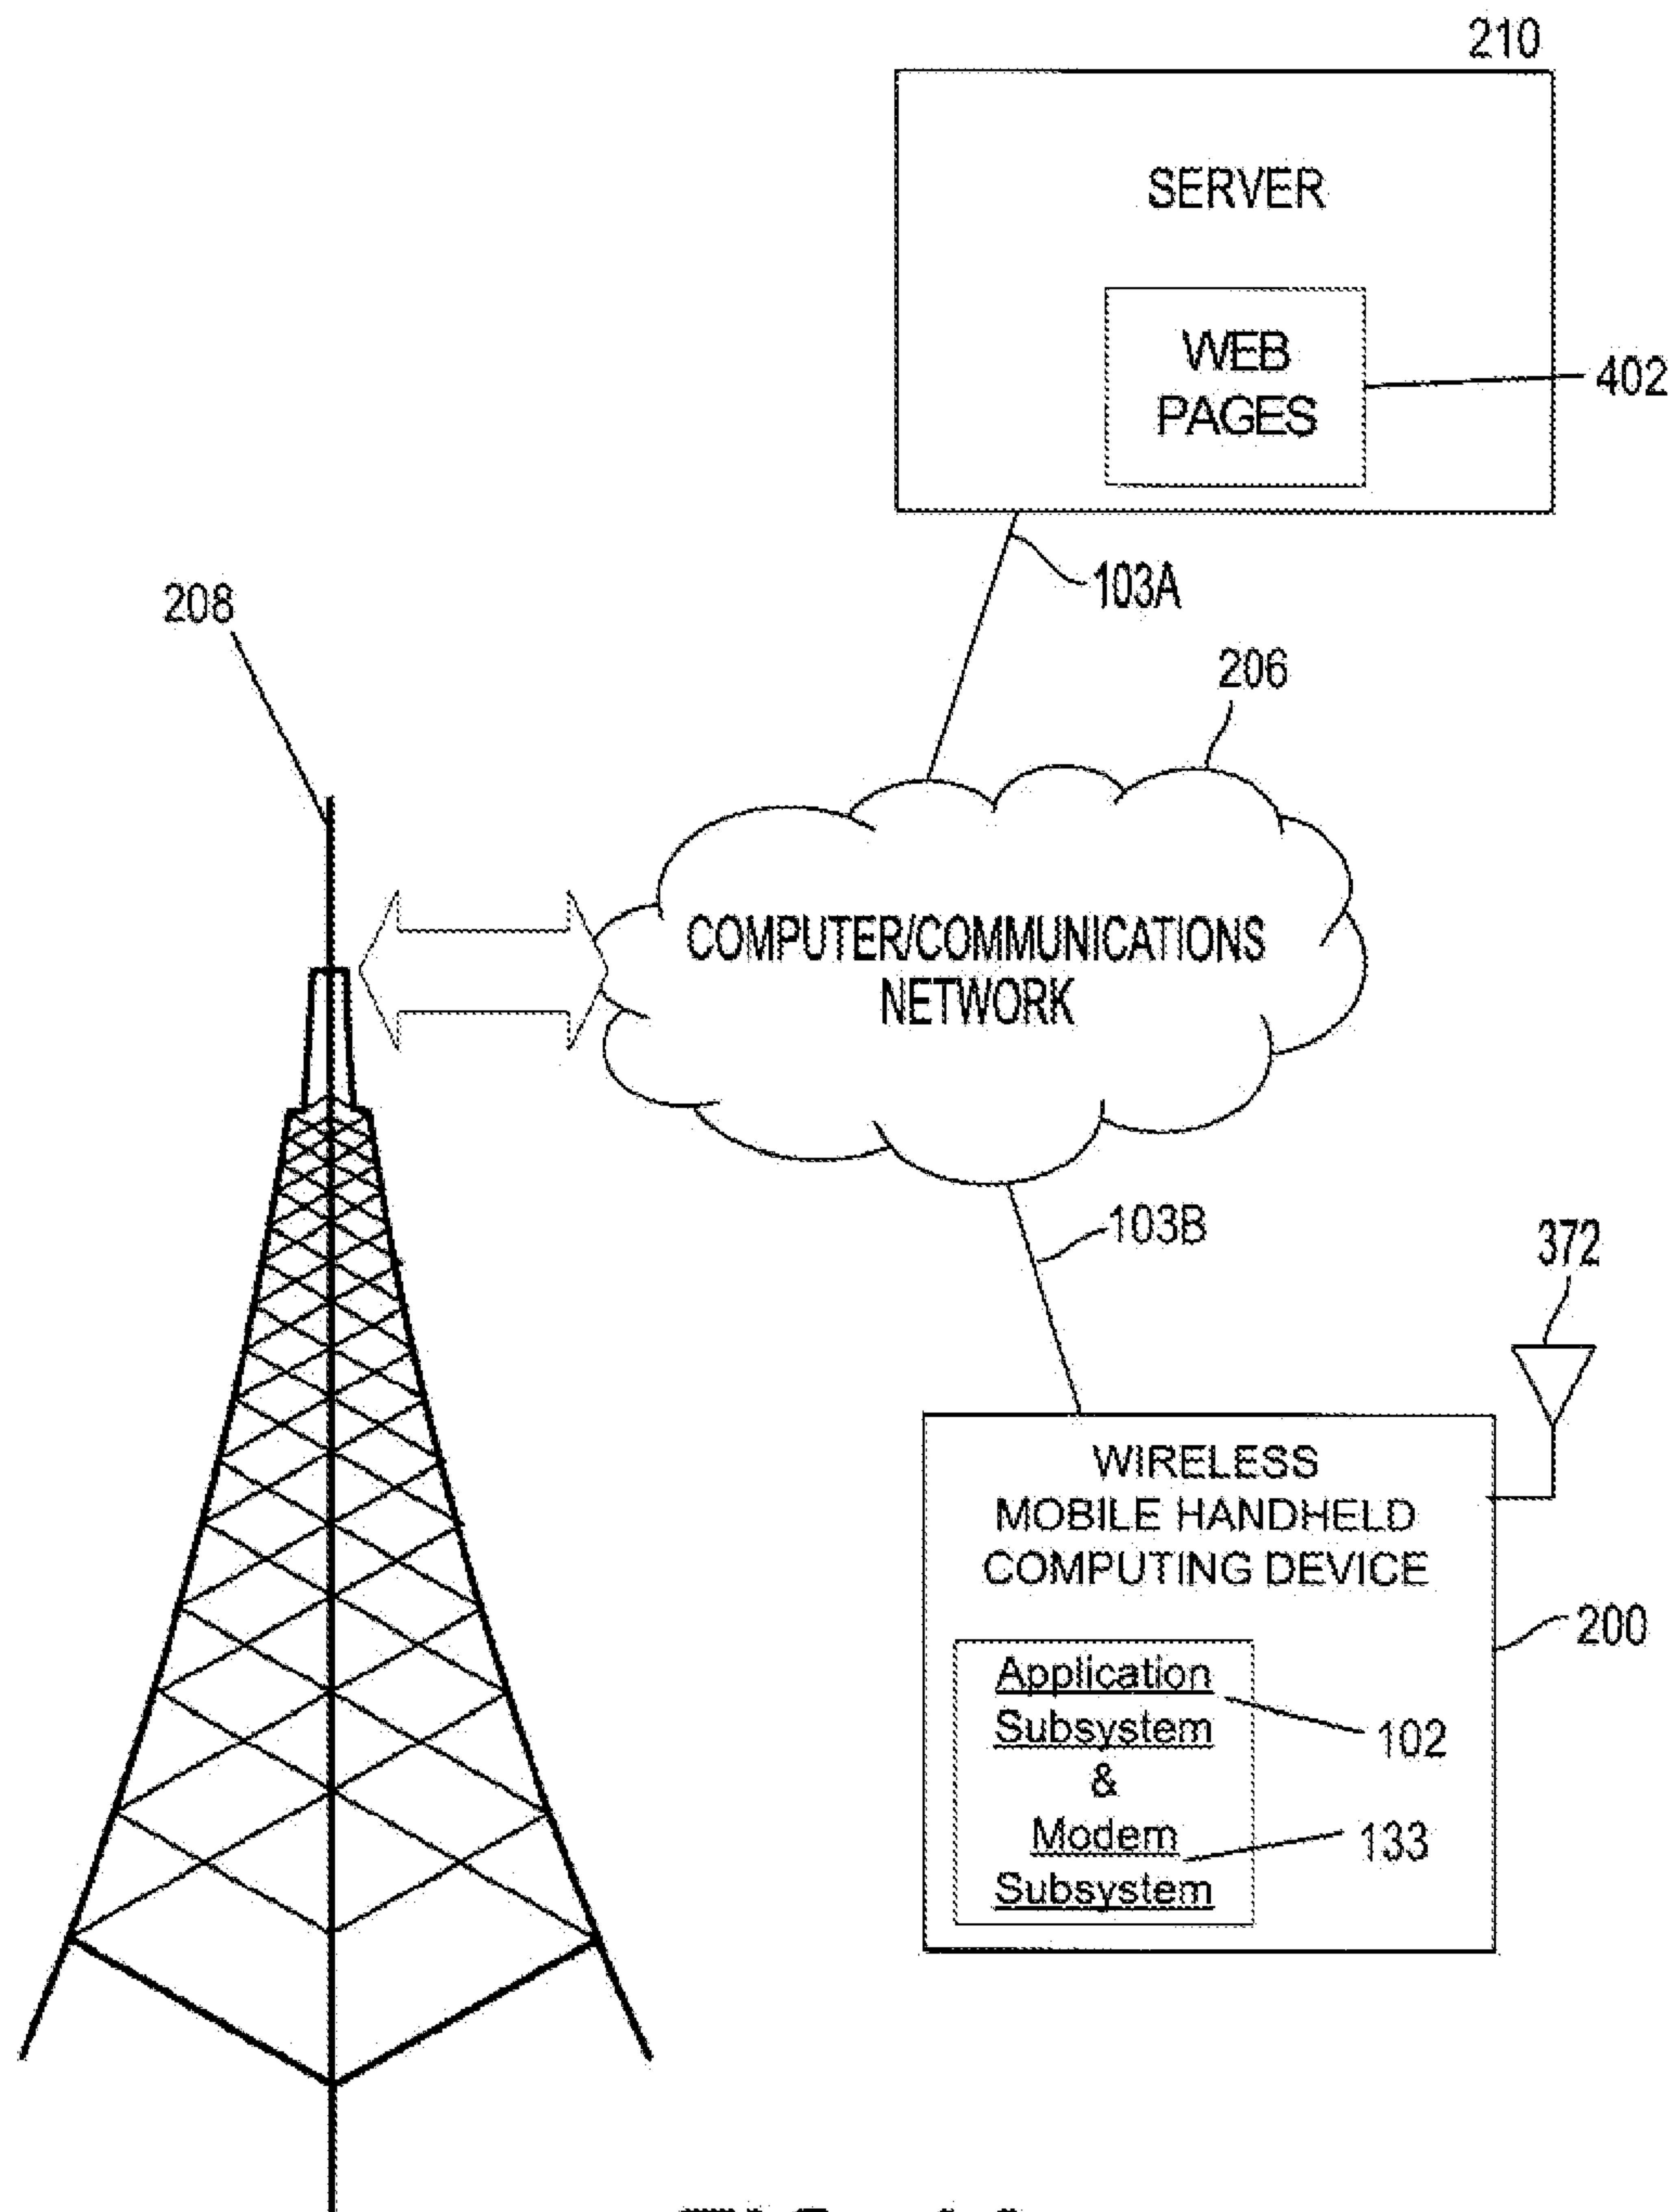 210
SERVER
WEB
PAGES
402
103A
208
206
COMPUTER/COMMUNICATIONS
NETWORK
103B
372
WIRELESS
MOBILE HANDHELD
COMPUTING DEVICE
200
Application
Subsystem
102
&
Modem
133
Subsystem